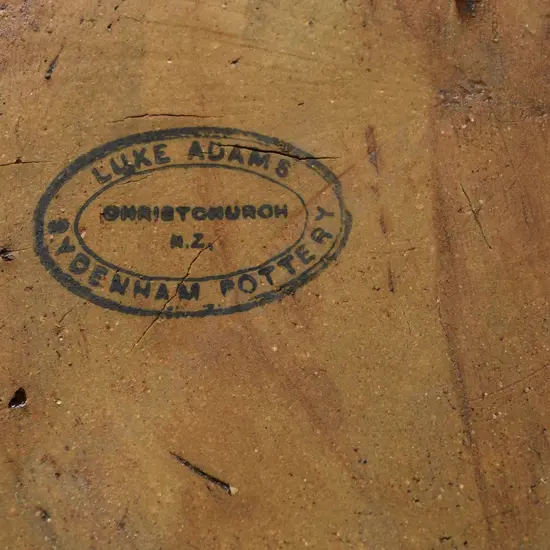 LUKE ADAMS
CHRISTCHURCH
N.Z.
SYDENHAM POTTERY